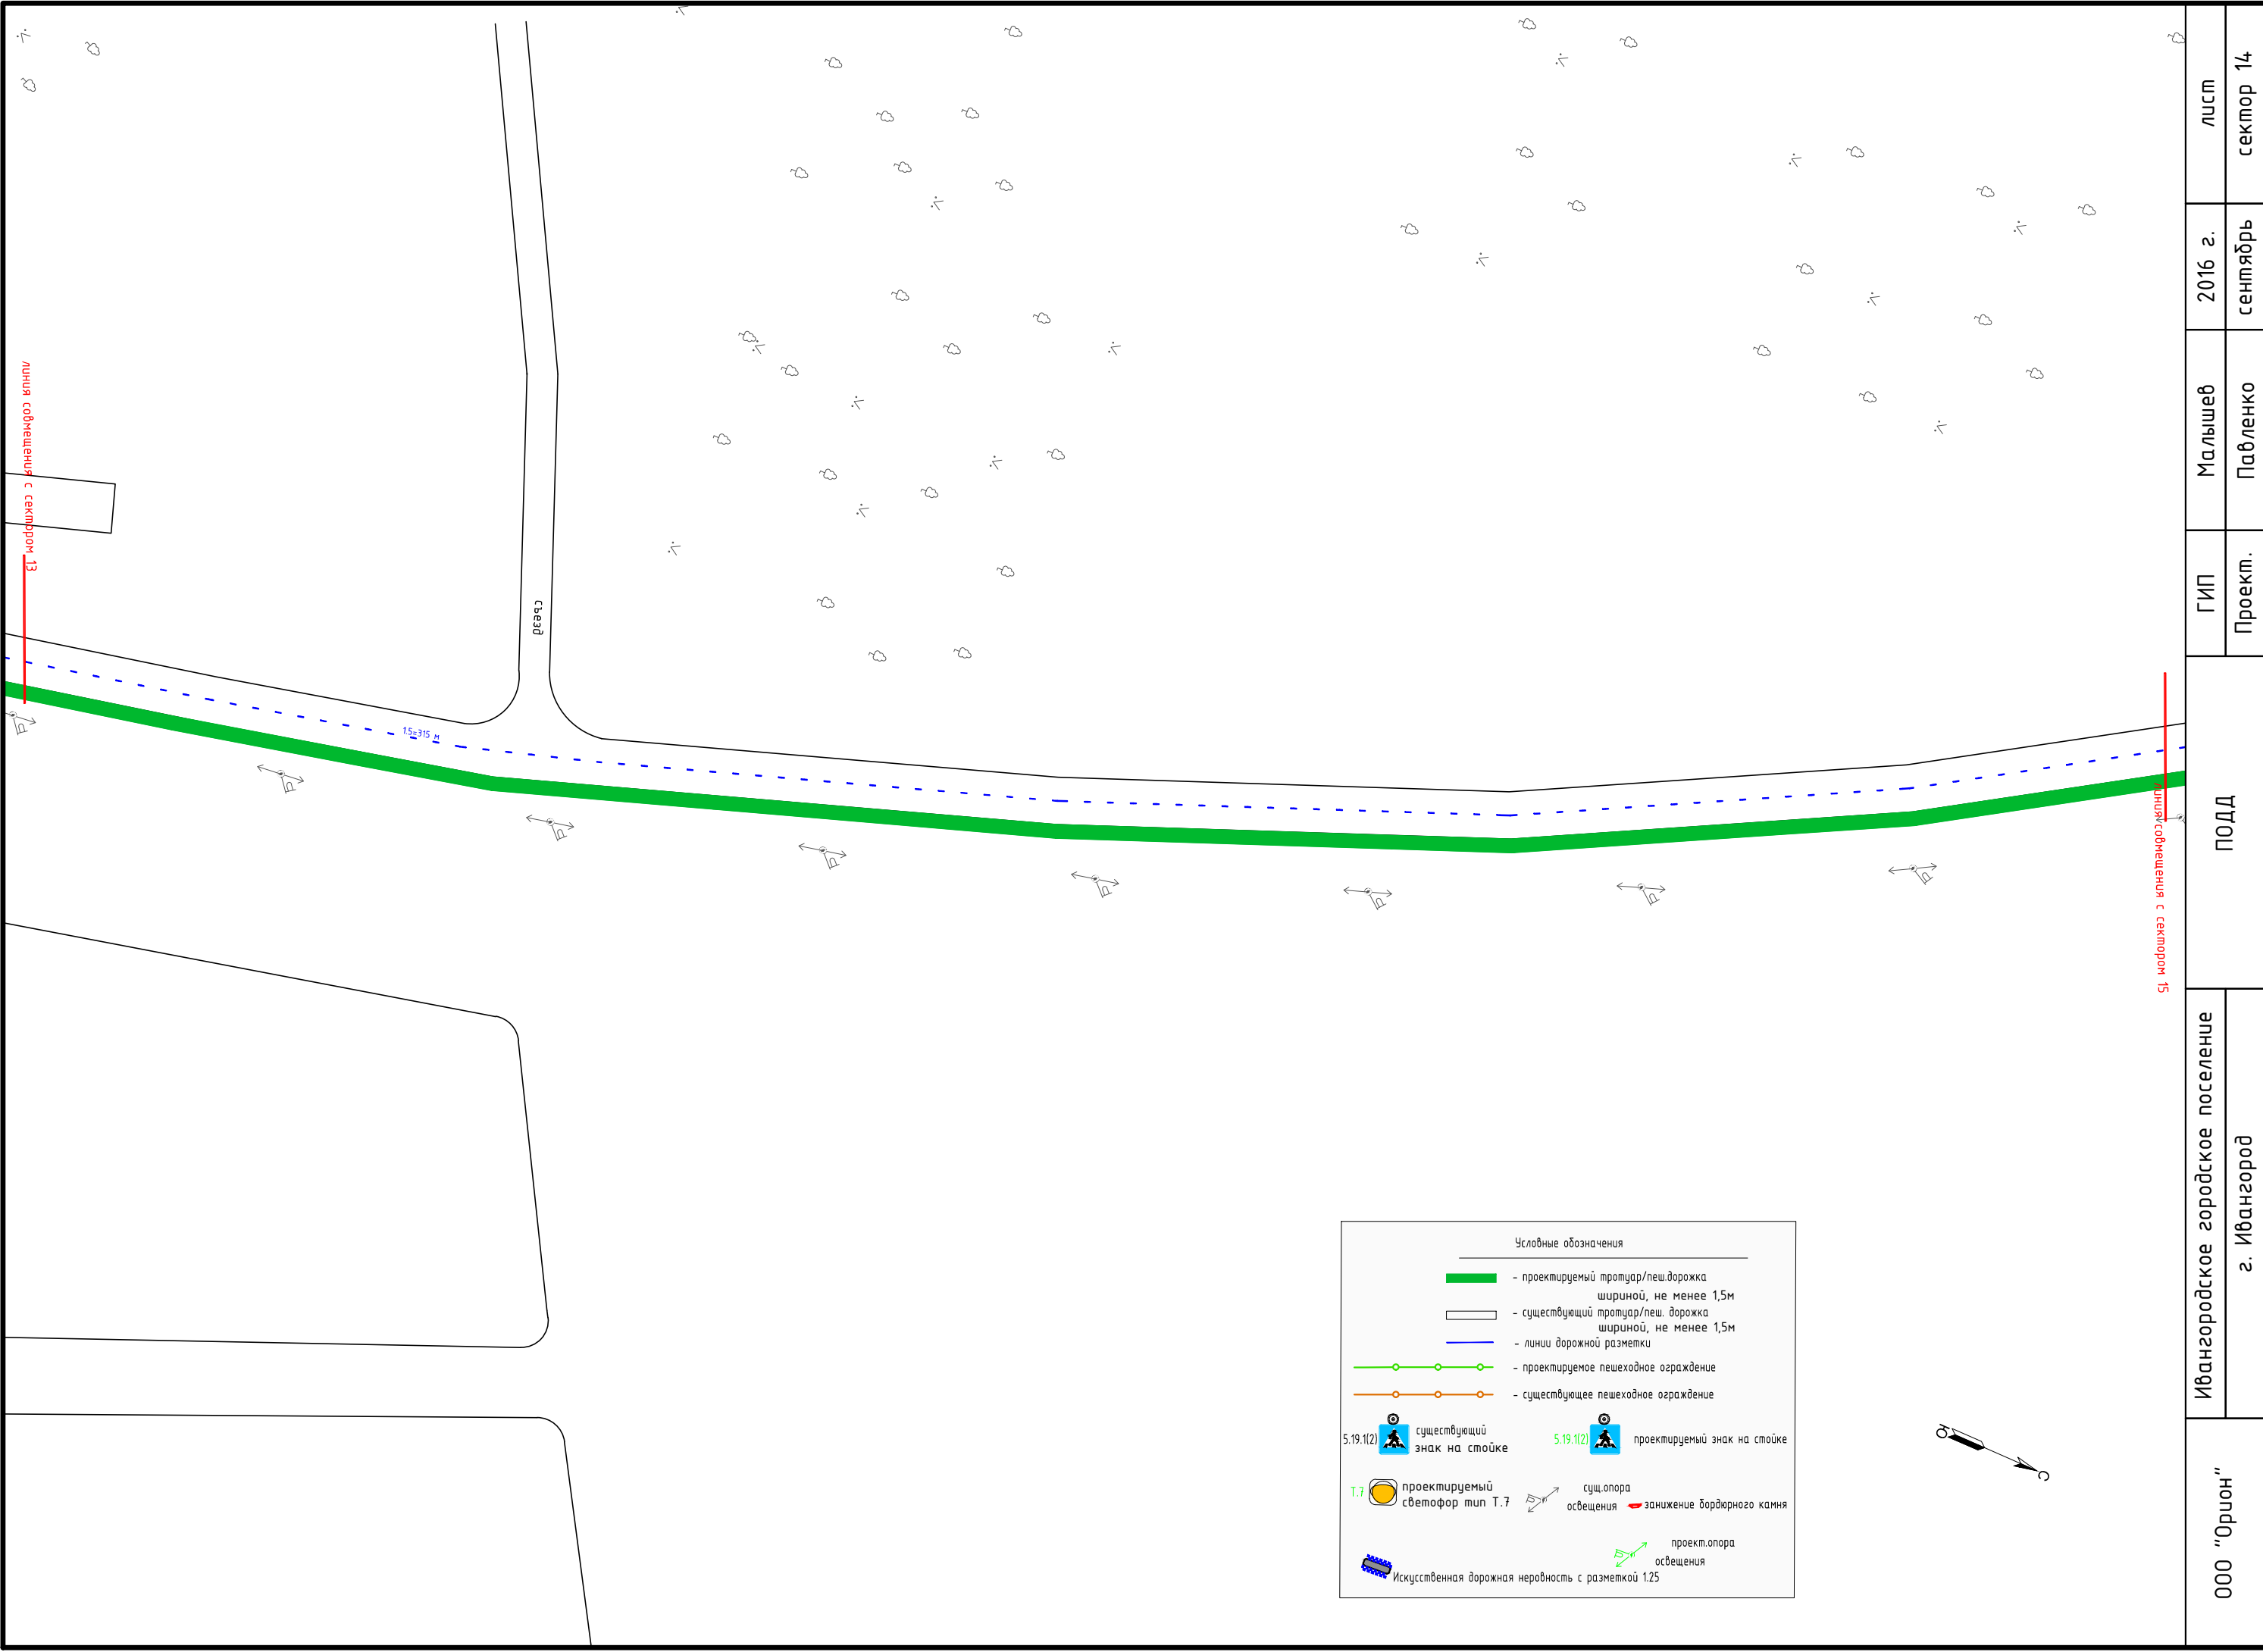 линия совмещения с сектором 13
съезд
1.5=315 м
линия совмещения с сектором 15
Условные обозначения
- проектируемый тротуар/пеш.дорожка
шириной, не менее 1,5м
- существующий тротуар/пеш. дорожка
шириной, не менее 1,5м
- линии дорожной разметки
- проектируемое пешеходное ограждение
- существующее пешеходное ограждение
5.19.1(2)
существующий
знак на стойке
5.19.1(2)
проектируемый знак на стойке
Т.7
проектируемый
светофор тип Т.7
сущ.опора
освещения
занижение бордюрного камня
проект.опора
освещения
Искусственная дорожная неровность с разметкой 1.25
Ю
С
ООО "Орион"
Ивангородское городское поселение
г. Ивангород
ПОДД
ГИП
Малышев
2016 г.
лист
Проект.
Павленко
сентябрь
сектор 14